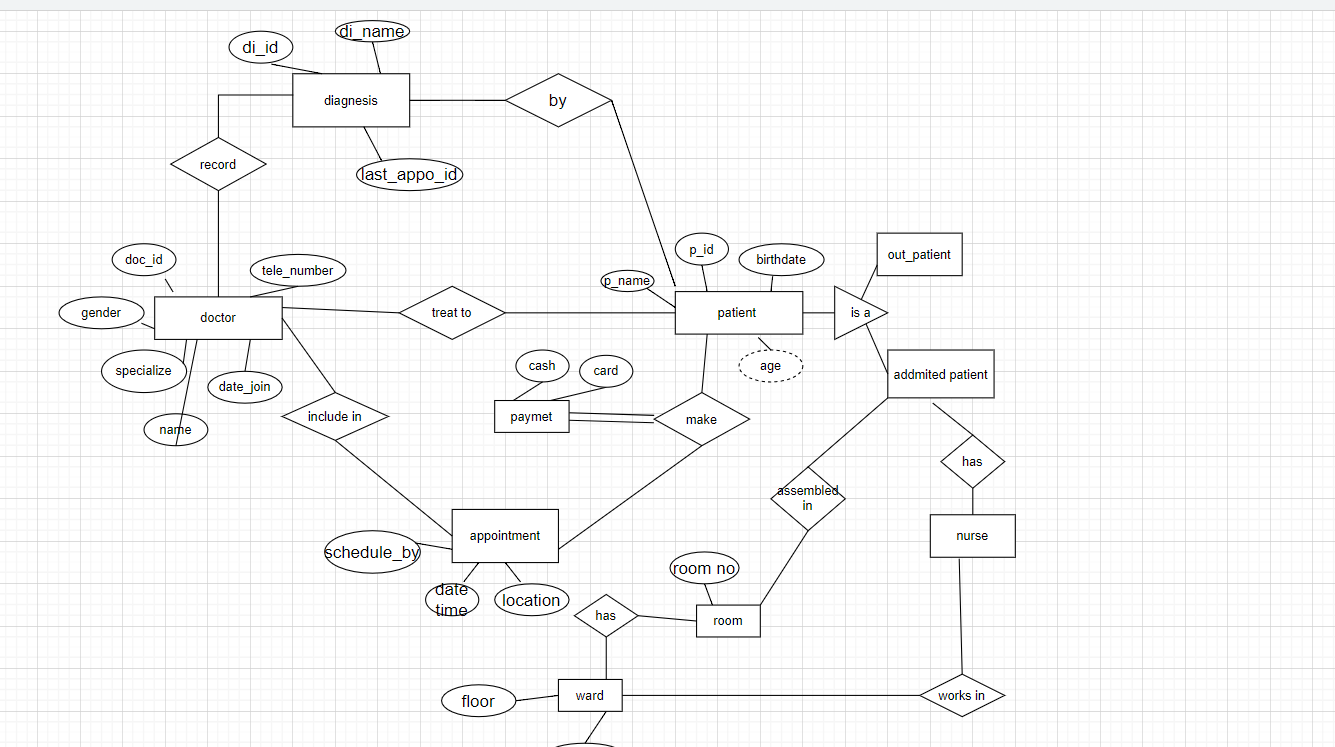 di_name
di_id
diagnesis
by
record
last_appo_id
doc_id
tele_number
p_id
birthdate
out_patient
p_name
gender
doctor
treat to
patient
is a
specialize
date_join
cash
card
age
addmited patient
name
include in
paymet
make
has
assembled
in
appointment
nurse
schedule_by
room no
date
time
location
has
room
floor
ward
works in